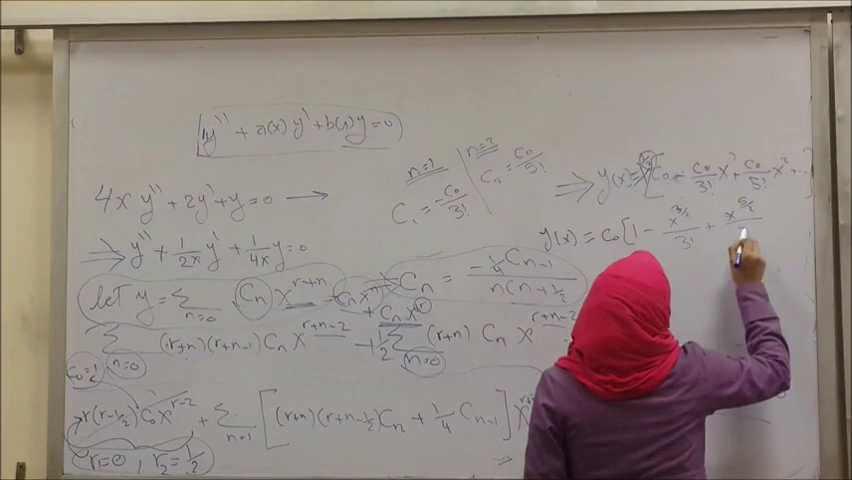 y'' + a(x) y' + b(x) y = 0
4x y'' + 2y' + y = 0 →
⇒ y'' + 1/2x y' + 1/4x y = 0
let y = Σ n=0 Cn x^r+n
Σ n=0 (r+n)(r+n-1) Cn x^r+n-2 + 1/2 Σ n=0 (r+n) Cn x^r+n-2
C0 = 1/2
→ r(r-1/2) C0 x^r-2 + Σ n=1 [(r+n)(r+n-1/2) Cn + 1/4 Cn-1] x
r1=0, r2=1/2
n=1
C1 = -C0/3!
n=2
C2 = C0/5!
Cn = -1/4 Cn-1 / n(n+1/2)
⇒ y(x) = [C0 - C0/3! x^1 + C0/5! x^2 + ...]
y(x) = C0 [1 - x^3/2 / 3! + x^5/2